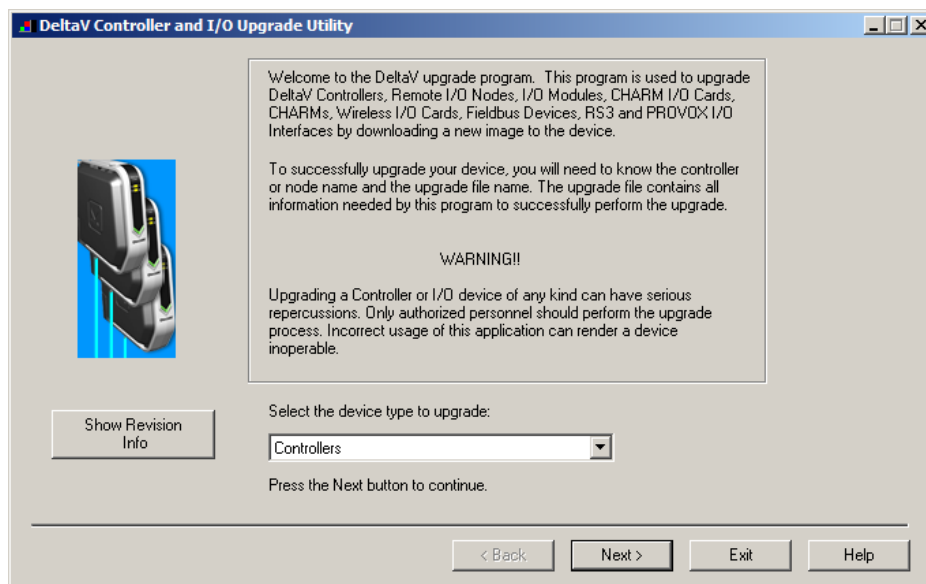 DeltaV Controller and I/O Upgrade Utility
Welcome to the DeltaV upgrade program. This program is used to upgrade
DeltaV Controllers, Remote I/O Nodes, I/O Modules, CHARM I/O Cards,
CHARMs, Wireless I/O Cards, Fieldbus Devices, RS3 and PROVOX I/O
Interfaces by downloading a new image to the device.
To successfully upgrade your device, you will need to know the controller
or node name and the upgrade file name. The upgrade file contains all
information needed by this program to successfully perform the upgrade.
WARNING!!
Upgrading a Controller or I/O device of any kind can have serious
repercussions. Only authorized personnel should perform the upgrade
process. Incorrect usage of this application can render a device
inoperable.
Show Revision
Info
Select the device type to upgrade:
Controllers
Press the Next button to continue.
< Back
Next >
Exit
Help